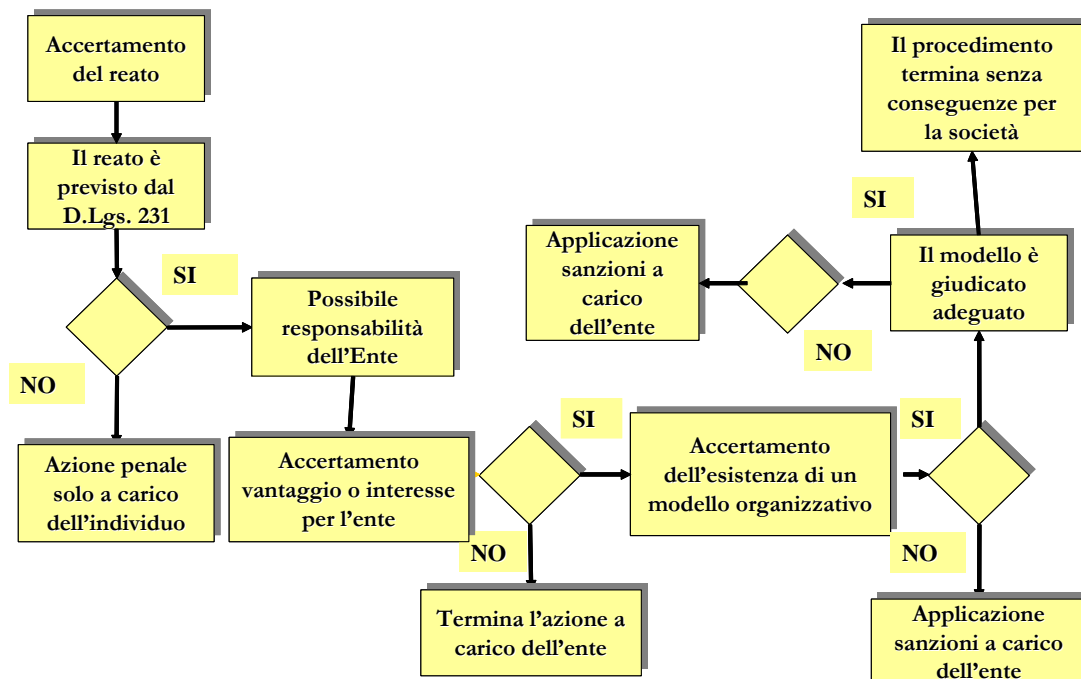 Accertamento
del reato
Il reato è
previsto dal
D.Lgs. 231
SI
NO
Possibile
responsabilità
dell'Ente
Azione penale
solo a carico
dell'individuo
Accertamento
vantaggio o interesse
per l'ente
SI
NO
Termina l'azione a
carico dell'ente
Accertamento
dell'esistenza di un
modello organizzativo
SI
NO
Applicazione
sanzioni a carico
dell'ente
Il modello è
giudicato
adeguato
SI
NO
Applicazione
sanzioni a
carico
dell'ente
Il procedimento
termina senza
conseguenze per
la società